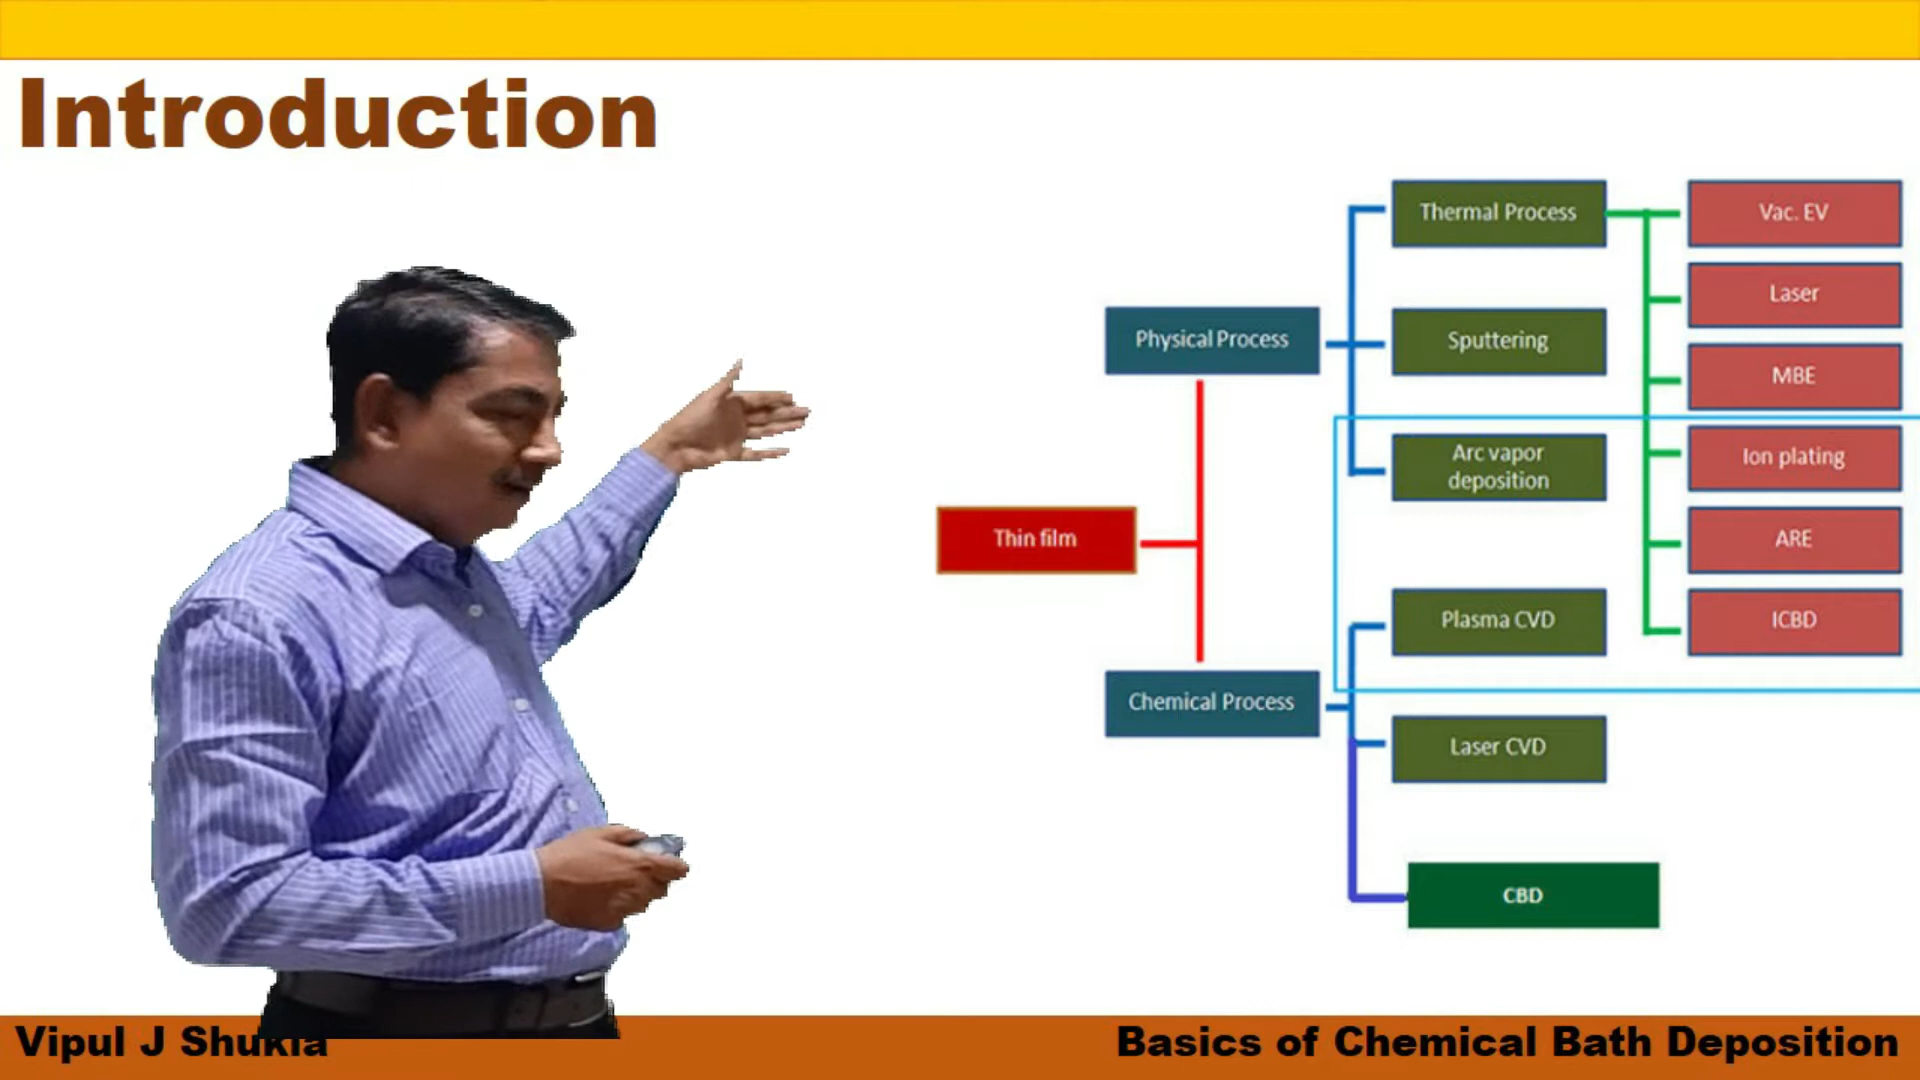 Introduction
Thermal Process
Vac. EV
Laser
Physical Process
Sputtering
MBE
Arc vapor
deposition
Ion plating
Thin film
ARE
Plasma CVD
ICBD
Chemical Process
Laser CVD
CBD
Vipul J Shukla
Basics of Chemical Bath Deposition